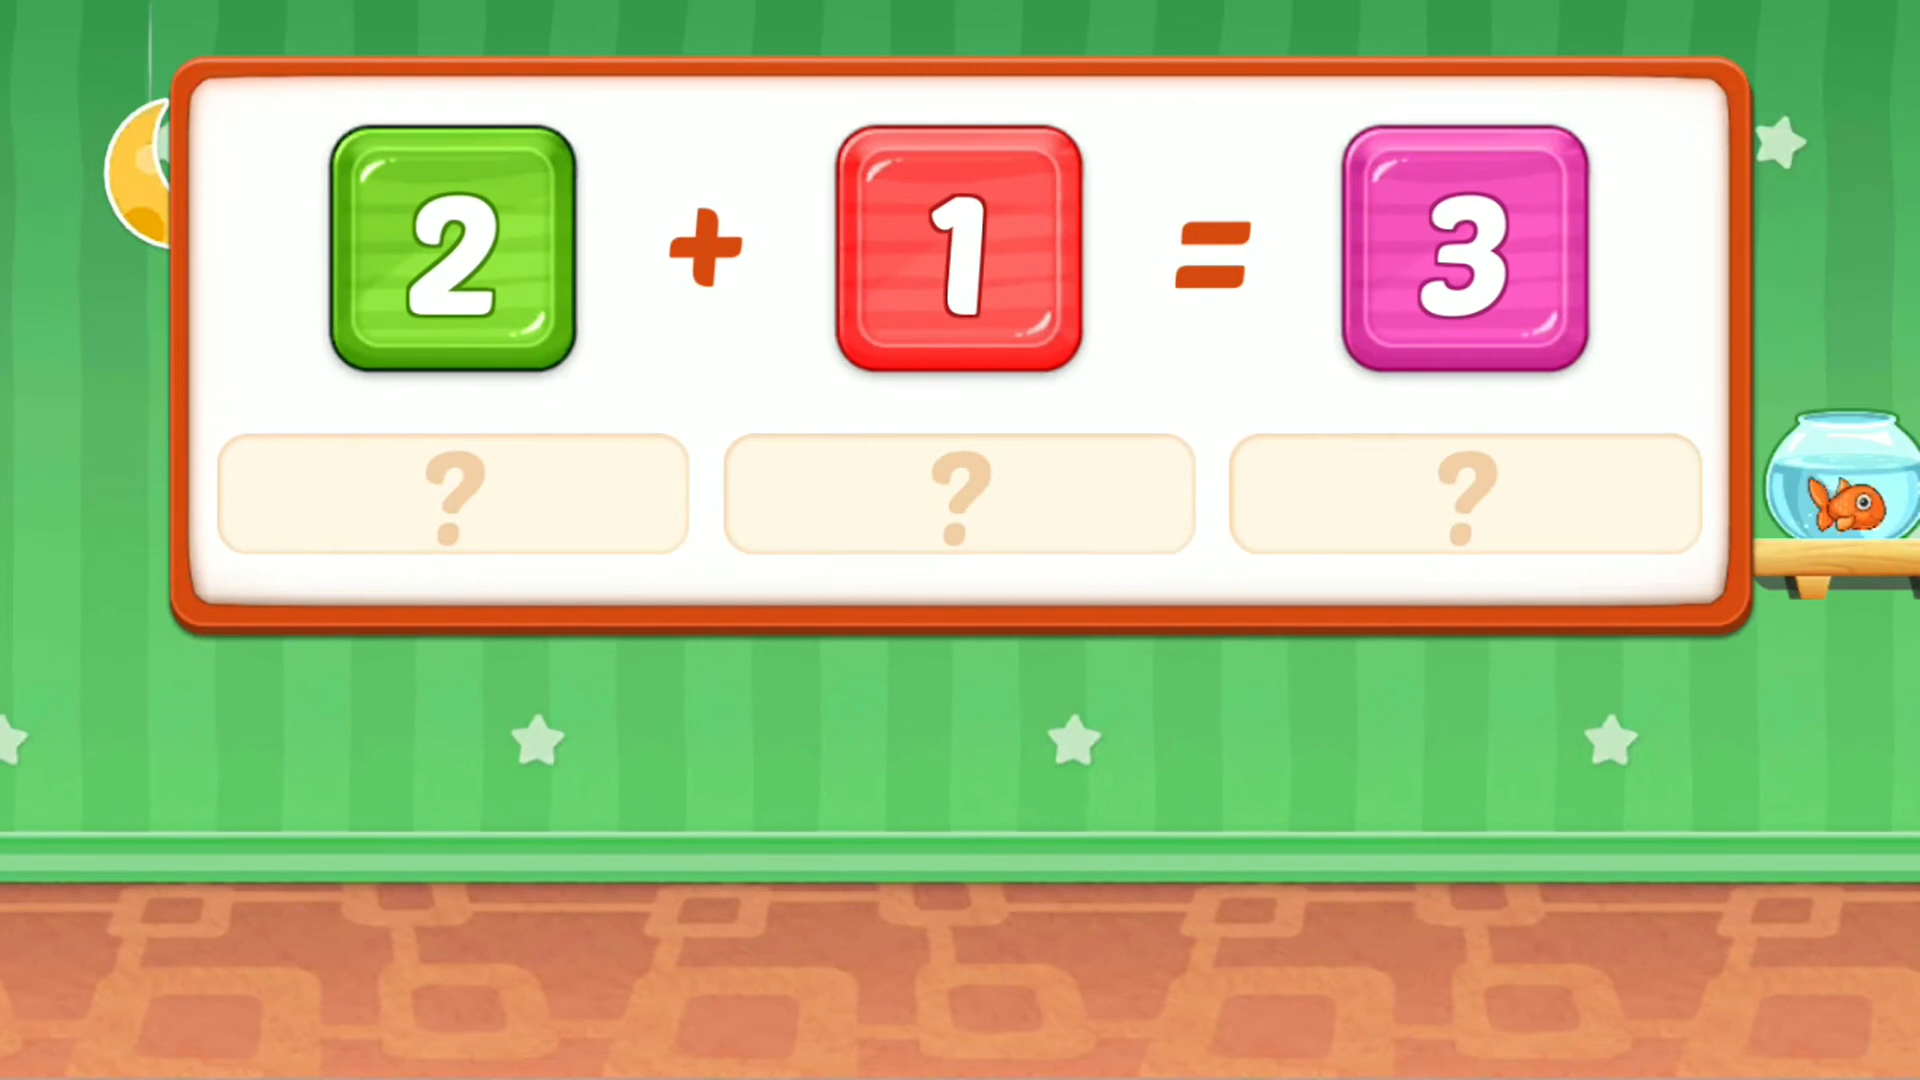 2 + 1 = 3
? ? ?